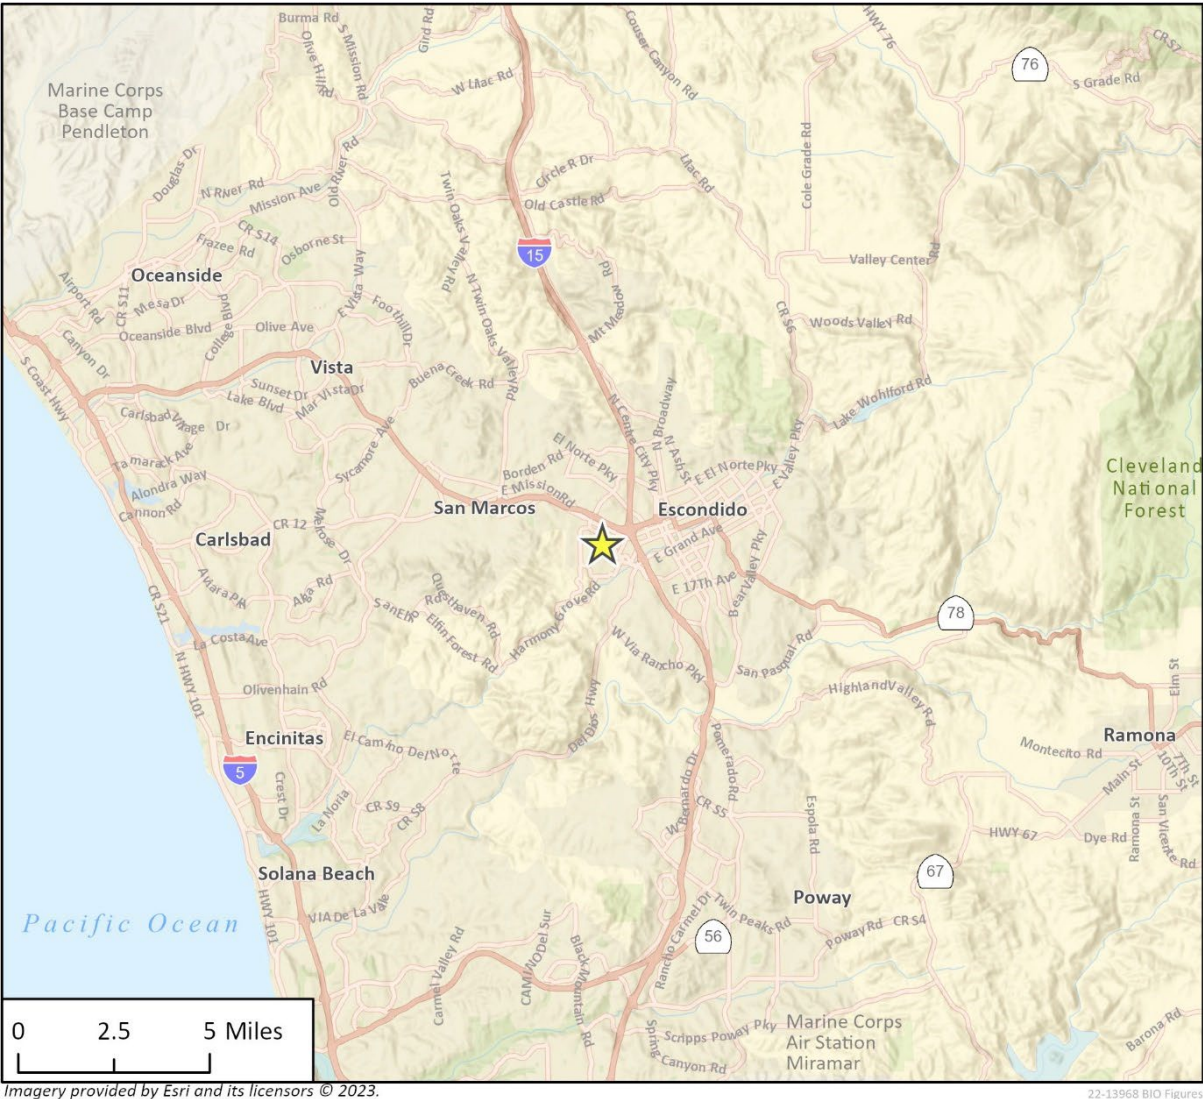 Burma Rd
Olive Hill Rd
S Mission Rd
Gird Rd
W Lilac Rd
Couser Canyon Rd
HWY 76
76
CR S7
S Grade Rd
Marine Corps
Base Camp
Pendleton
Douglas Dr
N River Rd
Mission Ave
Old River Rd
Circle R Dr
Old Castle Rd
Lilac Rd
Cole Grade Rd
Twin Oaks Valley Rd
CR S14
Frazee Rd
Osborne St
15
Valley Center Rd
Oceanside
Airport Rd
CR S11
Mesa Dr
College Blvd
E Vista Way
Foothill Dr
N Twin Oaks Valley Rd
Mt Meadow Rd
CR S6
Woods Valley Rd
Oceanside Blvd
Olive Ave
Canyon Dr
S Coast Hwy
Vista
Buena Creek Rd
Sunset Dr
Lake Blvd
Mar Vista Dr
Lake Wohlford Rd
Carlsbad Village Dr
Sycamore Ave
N Centre City Pky
N Broadway
N Ash St
E Valley Pky
El Norte Pky
E El Norte Pky
Tamarack Ave
Alondra Way
Cannon Rd
Borden Rd
E Mission Rd
Cleveland
National
Forest
San Marcos
Escondido
CR 12
Melrose Dr
Carlsbad
E Grand Ave
E 17Th Ave
Bear Valley Pky
CR S21
Alga Rd
San Elijo Rd
Questhaven Rd
Elfin Forest Rd
Harmony Grove Rd
78
La Costa Ave
N HWY 101
W Via Rancho Pky
San Pasqual Rd
Elm St
Olivenhain Rd
Del Dios Hwy
Highland Valley Rd
Encinitas
El Camino Del Norte
Pomerado Rd
Ramona
Montecito Rd
Main St
7Th St
10Th St
5
Crest Dr
La Noria
CR S9
CR S8
W Bernardo Dr
CR S5
Espola Rd
HWY 67
Dye Rd
Ramona St
San Vicente Rd
Solana Beach
67
Poway
HWY 101
VIA De La Valle
Pacific Ocean
Carmel Valley Rd
CAMINO Del Sur
Black Mountain Rd
Rancho Carmel Dr
56
Twin Peaks Rd
Poway Rd
CR S4
Spring Canyon Rd
Scripps Poway Pky
Marine Corps
Air Station
Miramar
Barona Rd
0 2.5 5 Miles
Imagery provided by Esri and its licensors © 2023.
22-13968 BIO Figures